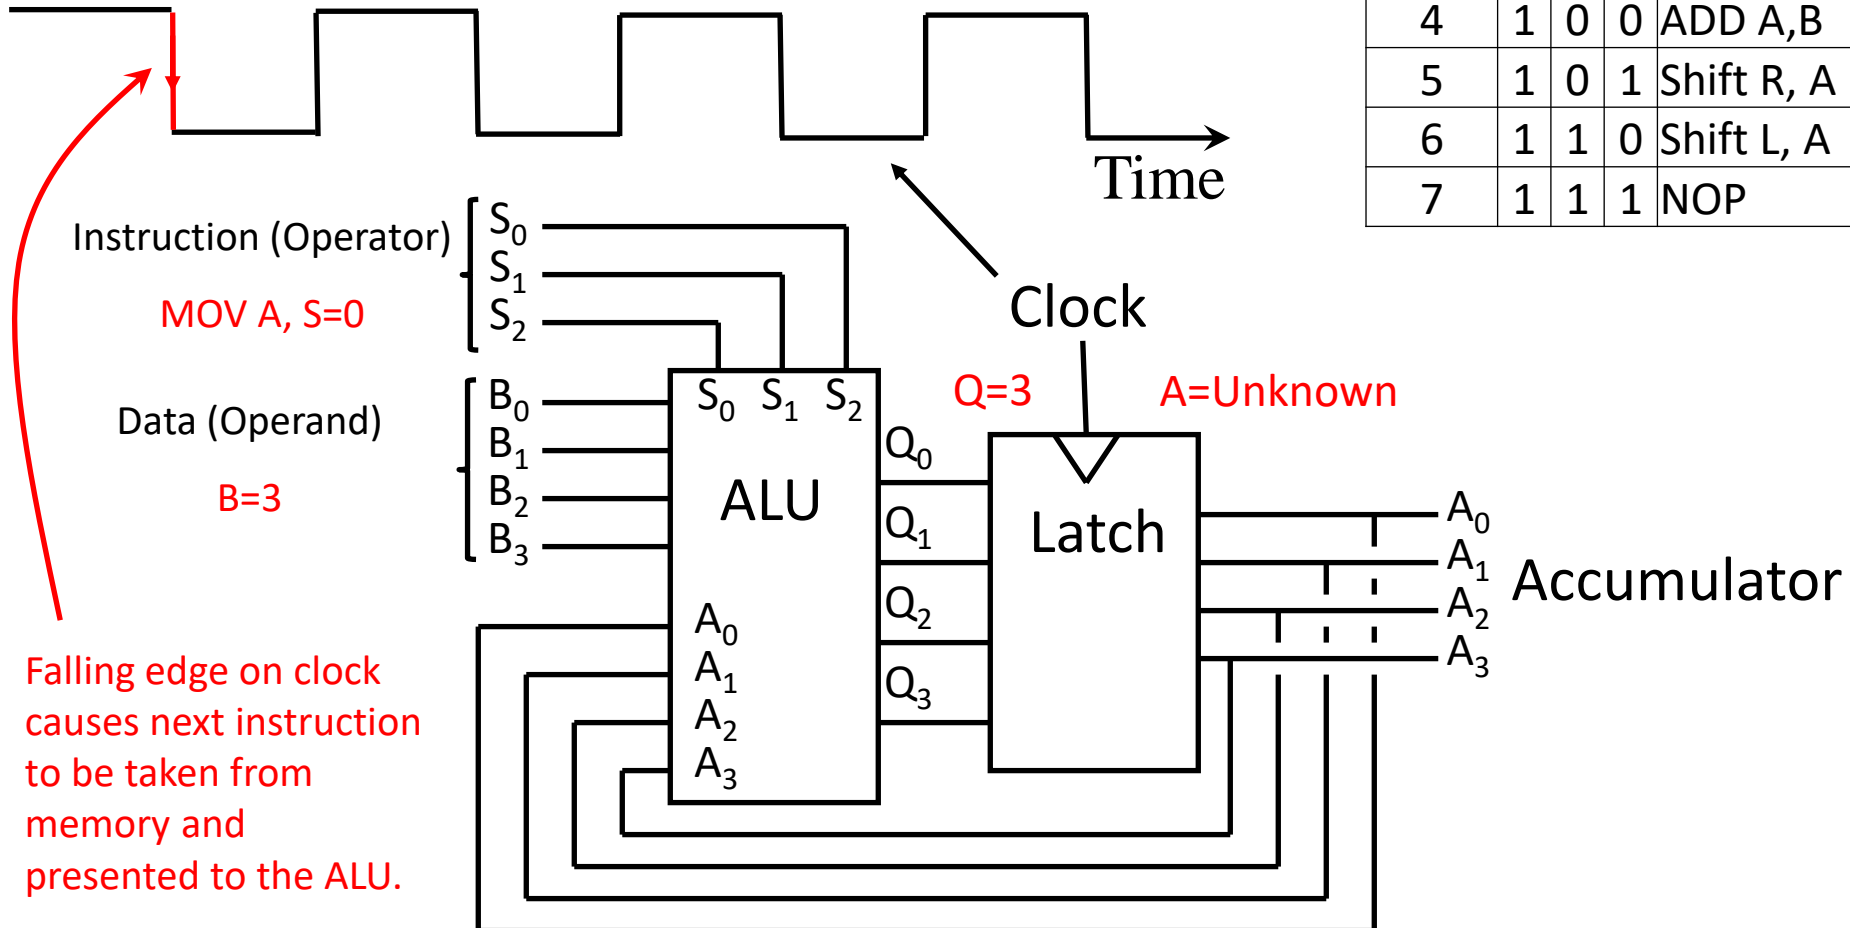 4 1 0 0 ADD A,B
5 1 0 1 Shift R, A
6 1 1 0 Shift L, A
7 1 1 1 NOP
Time
Instruction (Operator)
MOV A, S=0
S0
S1
S2
Clock
Data (Operand)
B=3
B0
B1
B2
B3
S0 S1 S2
ALU
A0
A1
A2
A3
Q=3
A=Unknown
Q0
Q1
Q2
Q3
Latch
A0
A1
A2
A3
Accumulator
Falling edge on clock
causes next instruction
to be taken from
memory and
presented to the ALU.